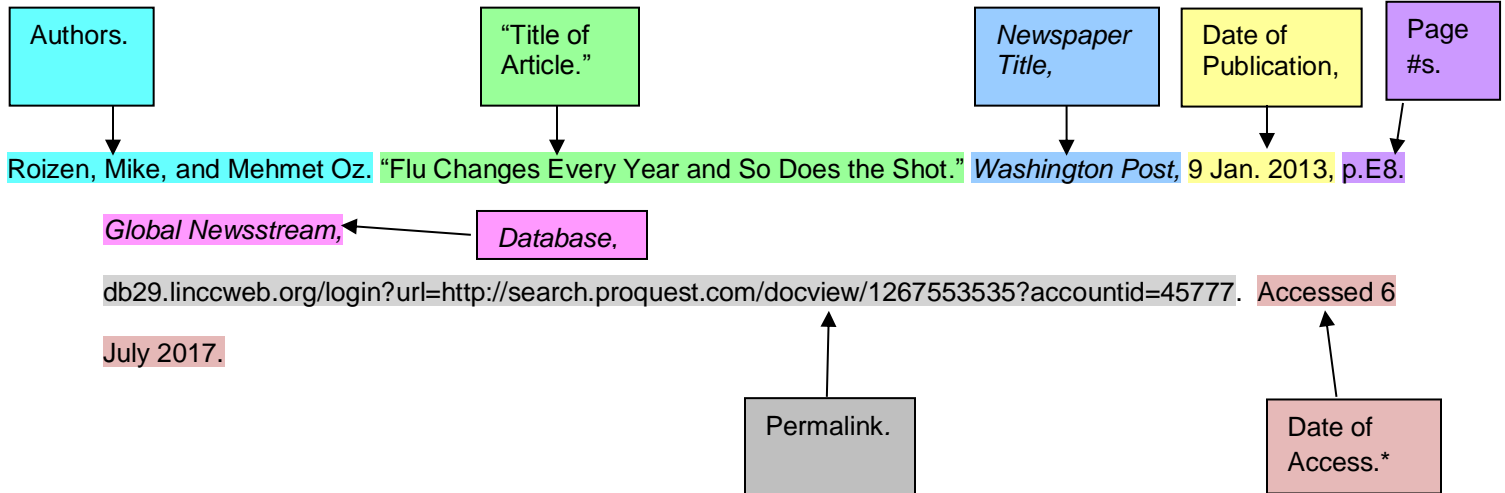 Authors.
“Title of
Article.”
Newspaper
Title,
Date of
Publication,
Page
#s.
Roizen, Mike, and Mehmet Oz. “Flu Changes Every Year and So Does the Shot.” Washington Post, 9 Jan. 2013, p.E8.
Global Newsstream,
Database,
db29.linccweb.org/login?url=http://search.proquest.com/docview/1267553535?accountid=45777. Accessed 6
July 2017.
Permalink.
Date of
Access.*